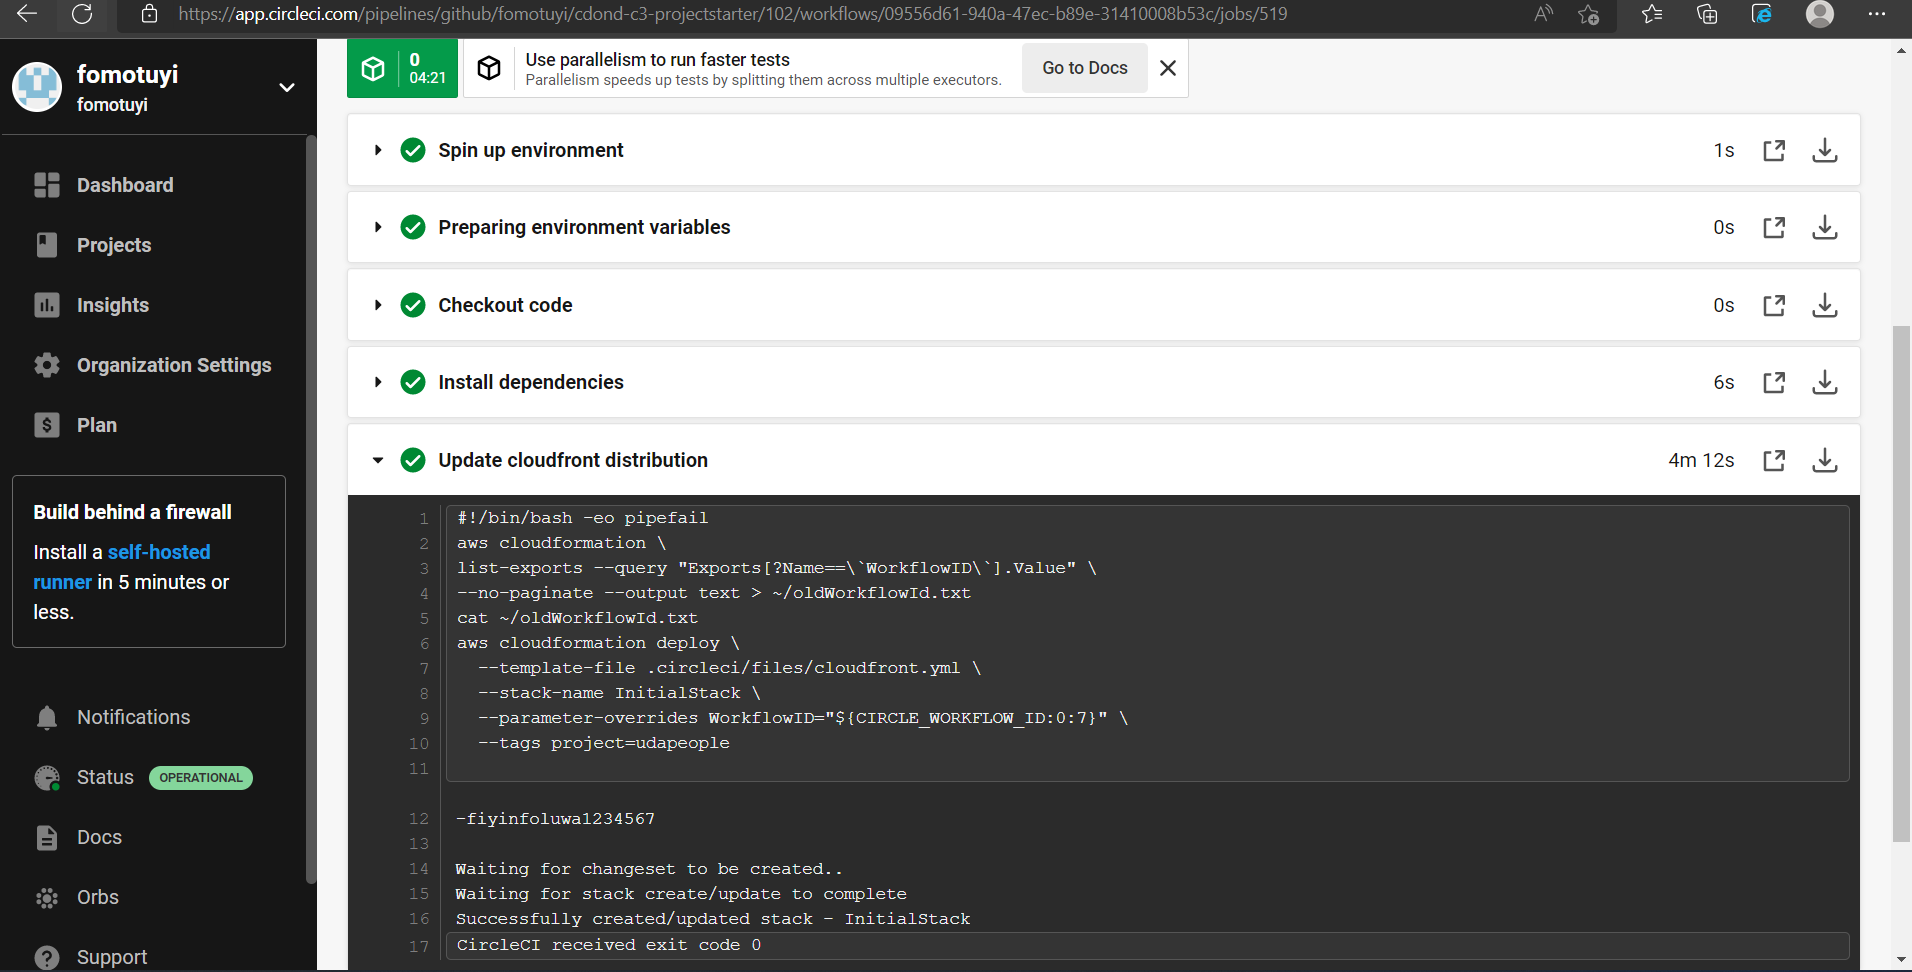 https://app.circleci.com/pipelines/github/fomotuyi/cdond-c3-projectstarter/102/workflows/09556d61-940a-47ec-b89e-31410008b53c/jobs/519
fomotuyi
fomotuyi
Dashboard
Projects
Insights
Organization Settings
Plan
Build behind a firewall
Install a self-hosted
runner in 5 minutes or
less.
Notifications
Status OPERATIONAL
Docs
Orbs
Support
0
04:21
Use parallelism to run faster tests
Parallelism speeds up tests by splitting them across multiple executors.
Go to Docs
Spin up environment 1s
Preparing environment variables 0s
Checkout code 0s
Install dependencies 6s
Update cloudfront distribution 4m 12s
1 #!/bin/bash -eo pipefail
2 aws cloudformation \
3 list-exports --query "Exports[?Name==\`WorkflowID\`].Value" \
4 --no-paginate --output text > ~/oldWorkflowId.txt
5 cat ~/oldWorkflowId.txt
6 aws cloudformation deploy \
7 --template-file .circleci/files/cloudfront.yml \
8 --stack-name InitialStack \
9 --parameter-overrides WorkflowID="${CIRCLE_WORKFLOW_ID:0:7}" \
10 --tags project=udapeople
11
12 -fiyinfoluwa1234567
13
14 Waiting for changeset to be created..
15 Waiting for stack create/update to complete
16 Successfully created/updated stack - InitialStack
17 CircleCI received exit code 0